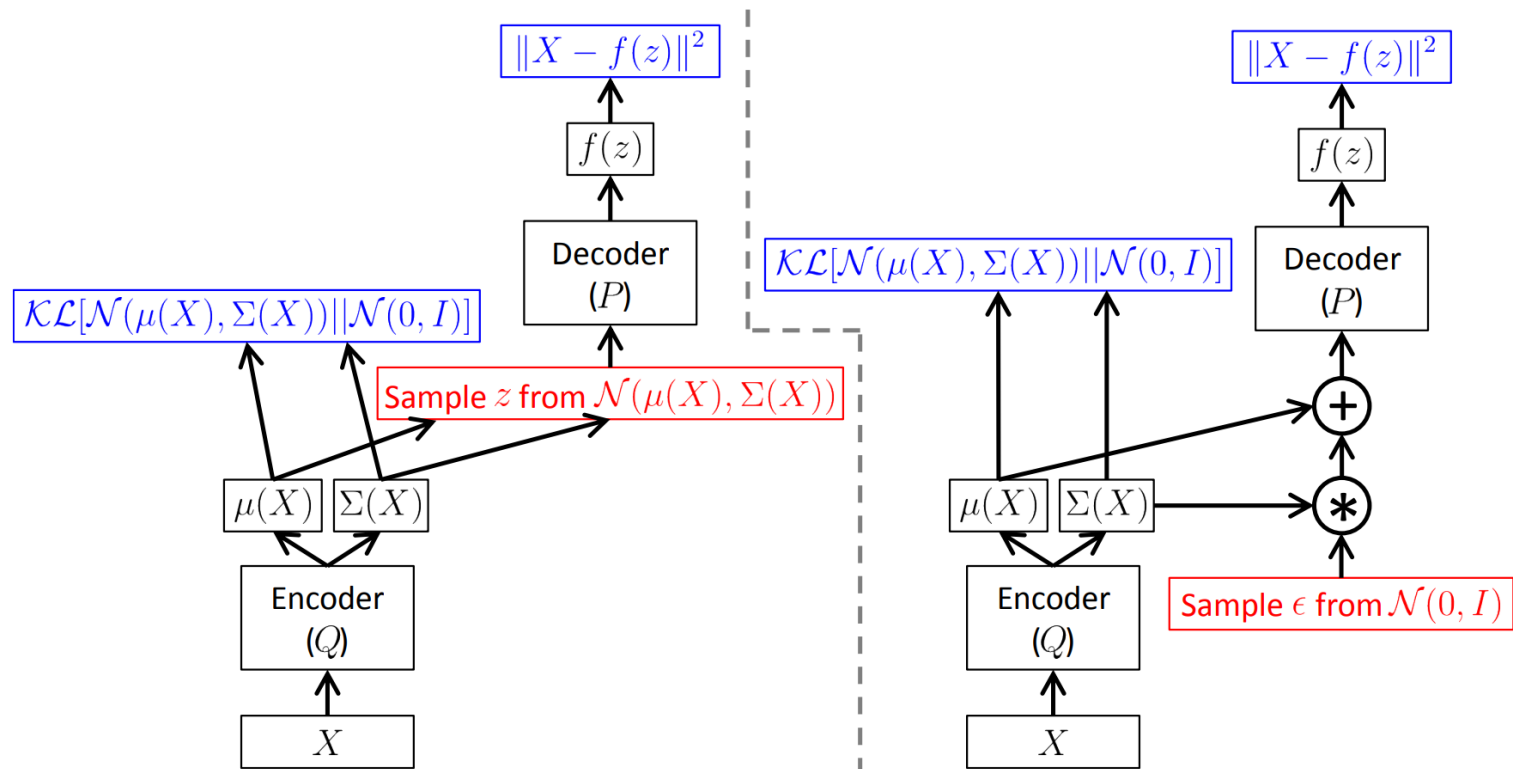 ‖X − f(z)‖²
f(z)
Decoder
(P)
𝒦ℒ[𝒩(μ(X), Σ(X))||𝒩(0, I)]
Sample z from 𝒩(μ(X), Σ(X))
μ(X)
Σ(X)
Encoder
(Q)
X
‖X − f(z)‖²
f(z)
Decoder
(P)
𝒦ℒ[𝒩(μ(X), Σ(X))||𝒩(0, I)]
+
μ(X)
Σ(X)
*
Encoder
(Q)
Sample ϵ from 𝒩(0, I)
X